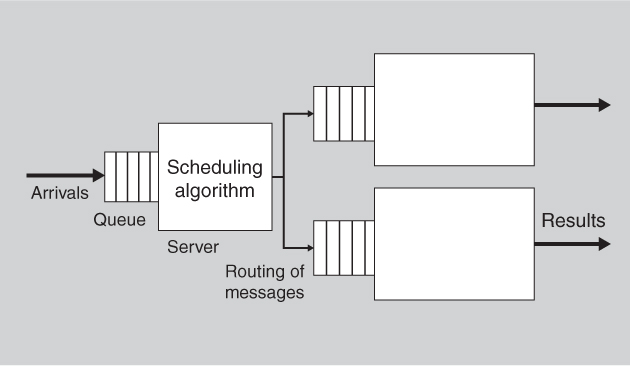 Arrivals
Queue
Scheduling
algorithm
Server
Routing of
messages
Results